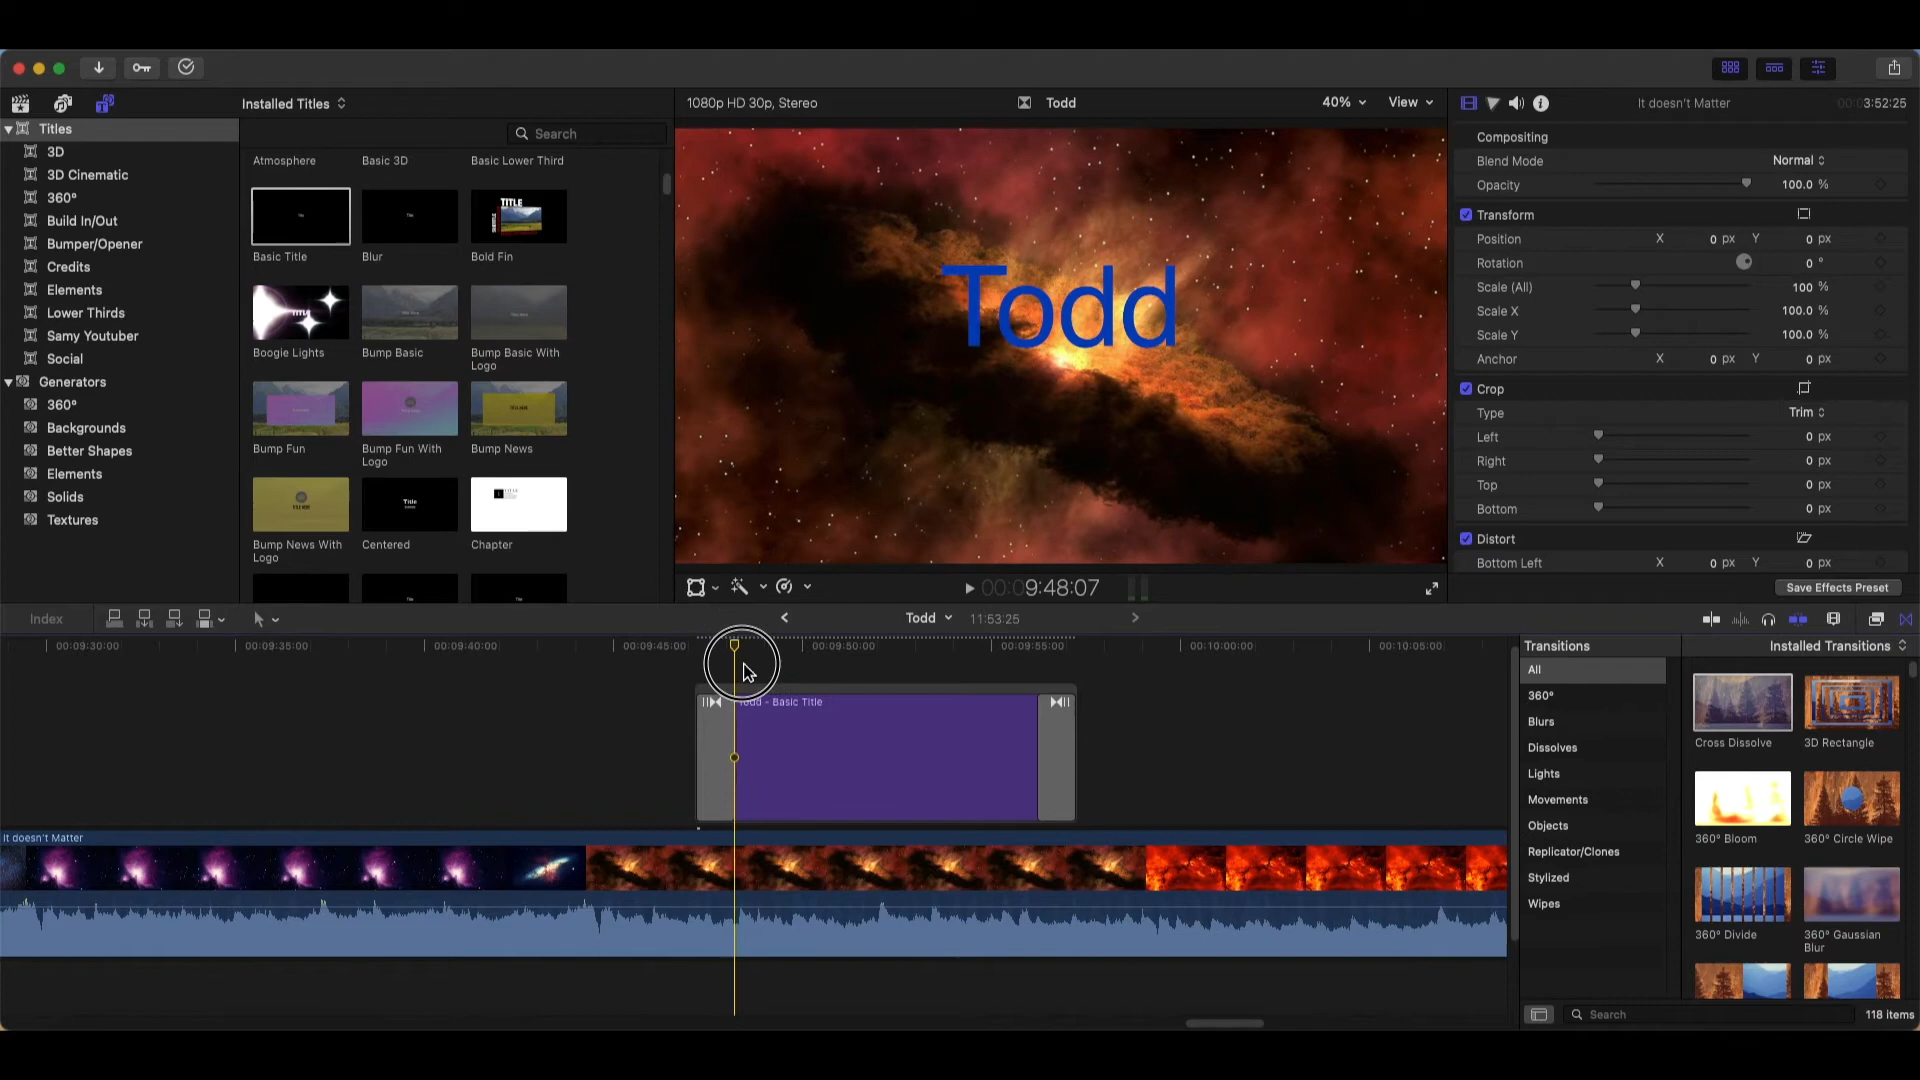 Installed Titles
Search
1080p HD 30p, Stereo
Todd
40%
View
It doesn't Matter
00:03:52:25
Titles
3D
3D Cinematic
360°
Build In/Out
Bumper/Opener
Credits
Elements
Lower Thirds
Samy Youtuber
Social
Generators
360°
Backgrounds
Better Shapes
Elements
Solids
Textures
Atmosphere
Basic 3D
Basic Lower Third
TITLE
Basic Title
Blur
Bold Fin
Boogie Lights
Bump Basic
Bump Basic With
Logo
Bump Fun
Bump Fun With
Logo
Bump News
Title
Bump News With
Logo
Centered
Chapter
Todd
Compositing
Blend Mode
Normal
Opacity
100.0 %
Transform
Position
X
0 px
Y
0 px
Rotation
0 °
Scale (All)
100 %
Scale X
100.0 %
Scale Y
100.0 %
Anchor
X
0 px
Y
0 px
Crop
Type
Trim
Left
0 px
Right
0 px
Top
0 px
Bottom
0 px
Distort
Bottom Left
X
0 px
Y
0 px
Save Effects Preset
00:09:48:07
Index
Todd
11:53:25
00:09:30:00
00:09:35:00
00:09:40:00
00:09:45:00
00:09:50:00
00:09:55:00
00:10:00:00
00:10:05:00
Todd - Basic Title
It doesn't Matter
Transitions
Installed Transitions
All
360°
Blurs
Dissolves
Lights
Movements
Objects
Replicator/Clones
Stylized
Wipes
Cross Dissolve
3D Rectangle
360° Bloom
360° Circle Wipe
360° Divide
360° Gaussian
Blur
Search
118 items